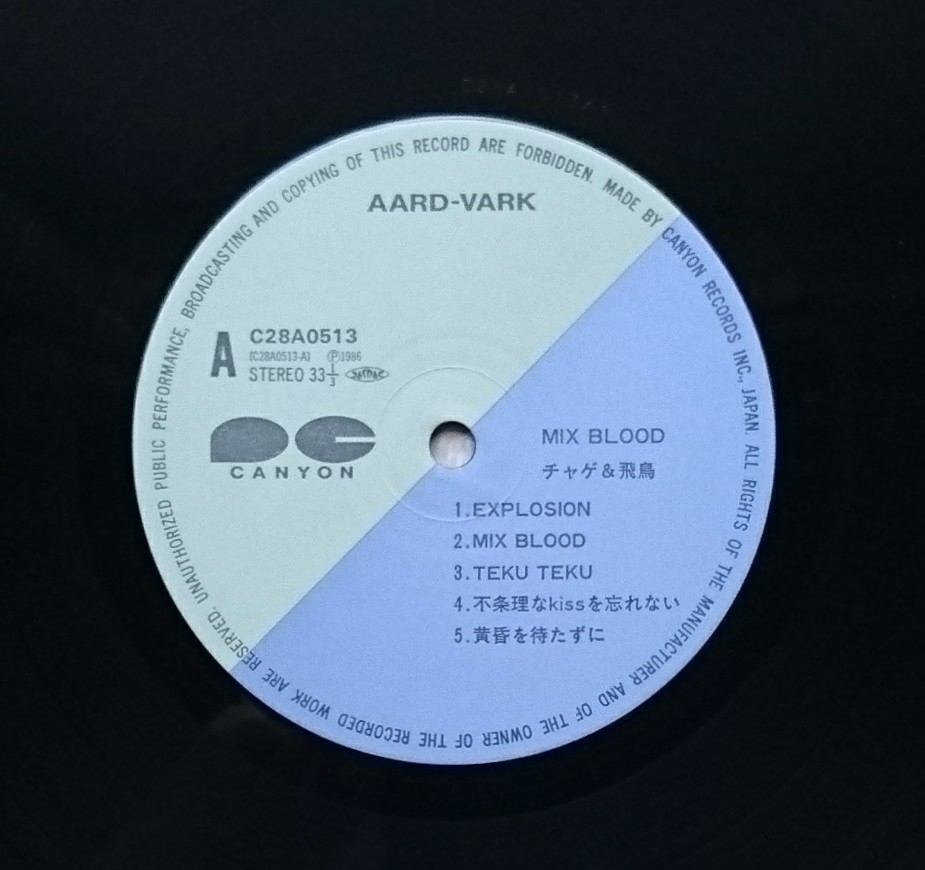 UNAUTHORIZED PUBLIC PERFORMANCE, BROADCASTING AND COPYING OF THIS RECORD ARE FORBIDDEN. MADE BY CANYON RECORDS INC., JAPAN. ALL RIGHTS OF THE MANUFACTURER AND OF THE OWNER OF THE RECORDED WORK ARE RESERVED.
AARD-VARK
A
C28A0513
(C28A0513-A) Ⓟ1986
STEREO 33 1/3 JASRAC
CANYON
MIX BLOOD
チャゲ&飛鳥
1.EXPLOSION
2.MIX BLOOD
3.TEKU TEKU
4.不条理なkissを忘れない
5.黄昏を待たずに